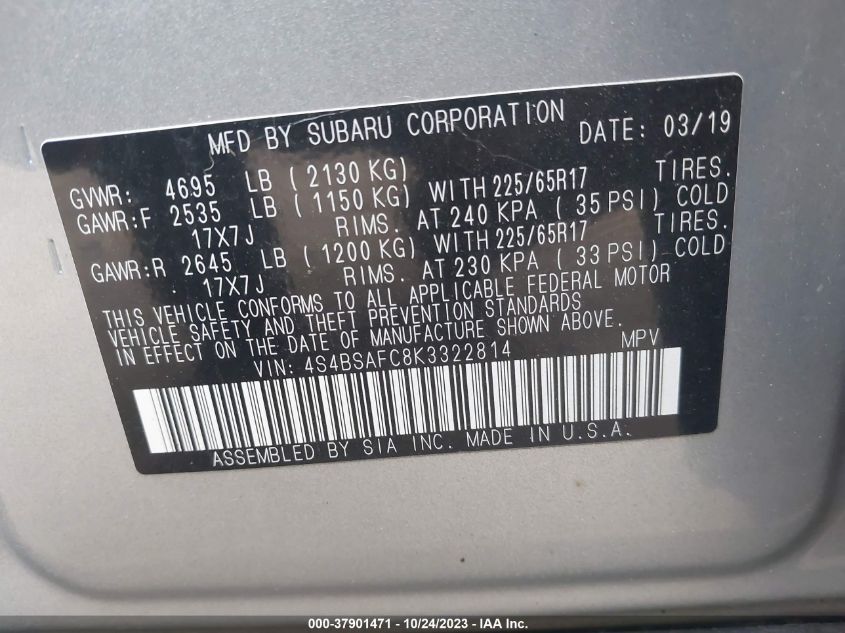 MFD BY SUBARU CORPORATION DATE: 03/19
GVWR: 4695 LB ( 2130 KG)
GAWR:F 2535 LB ( 1150 KG) WITH 225/65R17 TIRES.
17X7J RIMS. AT 240 KPA ( 35 PSI) COLD
GAWR:R 2645 LB ( 1200 KG) WITH 225/65R17 TIRES.
17X7J RIMS. AT 230 KPA ( 33 PSI) COLD
THIS VEHICLE CONFORMS TO ALL APPLICABLE FEDERAL MOTOR
VEHICLE SAFETY AND THEFT PREVENTION STANDARDS
IN EFFECT ON THE DATE OF MANUFACTURE SHOWN ABOVE.
VIN: 4S4BSAFC8K3322814 MPV
ASSEMBLED BY SIA INC. MADE IN U.S.A.
000-37901471 - 10/24/2023 - IAA Inc.